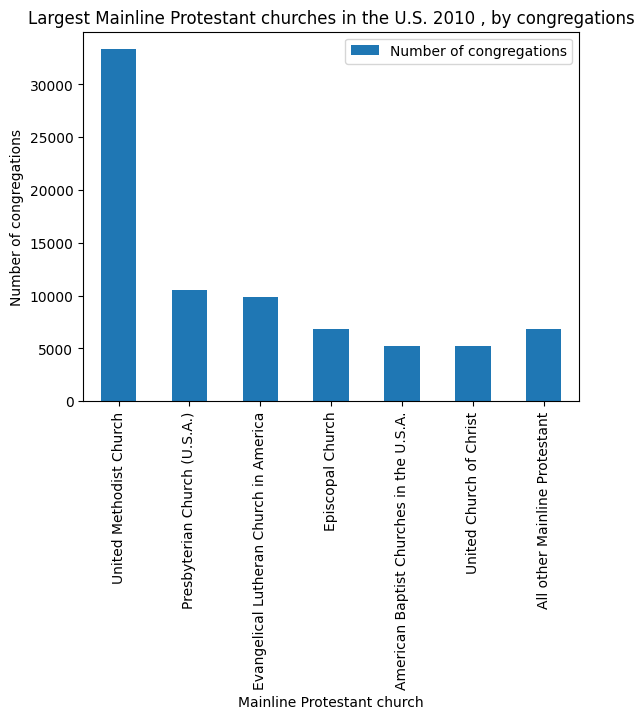 Largest Mainline Protestant churches in the U.S. 2010 , by congregations
Number of congregations
Number of congregations
30000
25000
20000
15000
10000
5000
0
United Methodist Church
Presbyterian Church (U.S.A.)
Evangelical Lutheran Church in America
Episcopal Church
American Baptist Churches in the U.S.A.
United Church of Christ
All other Mainline Protestant
Mainline Protestant church